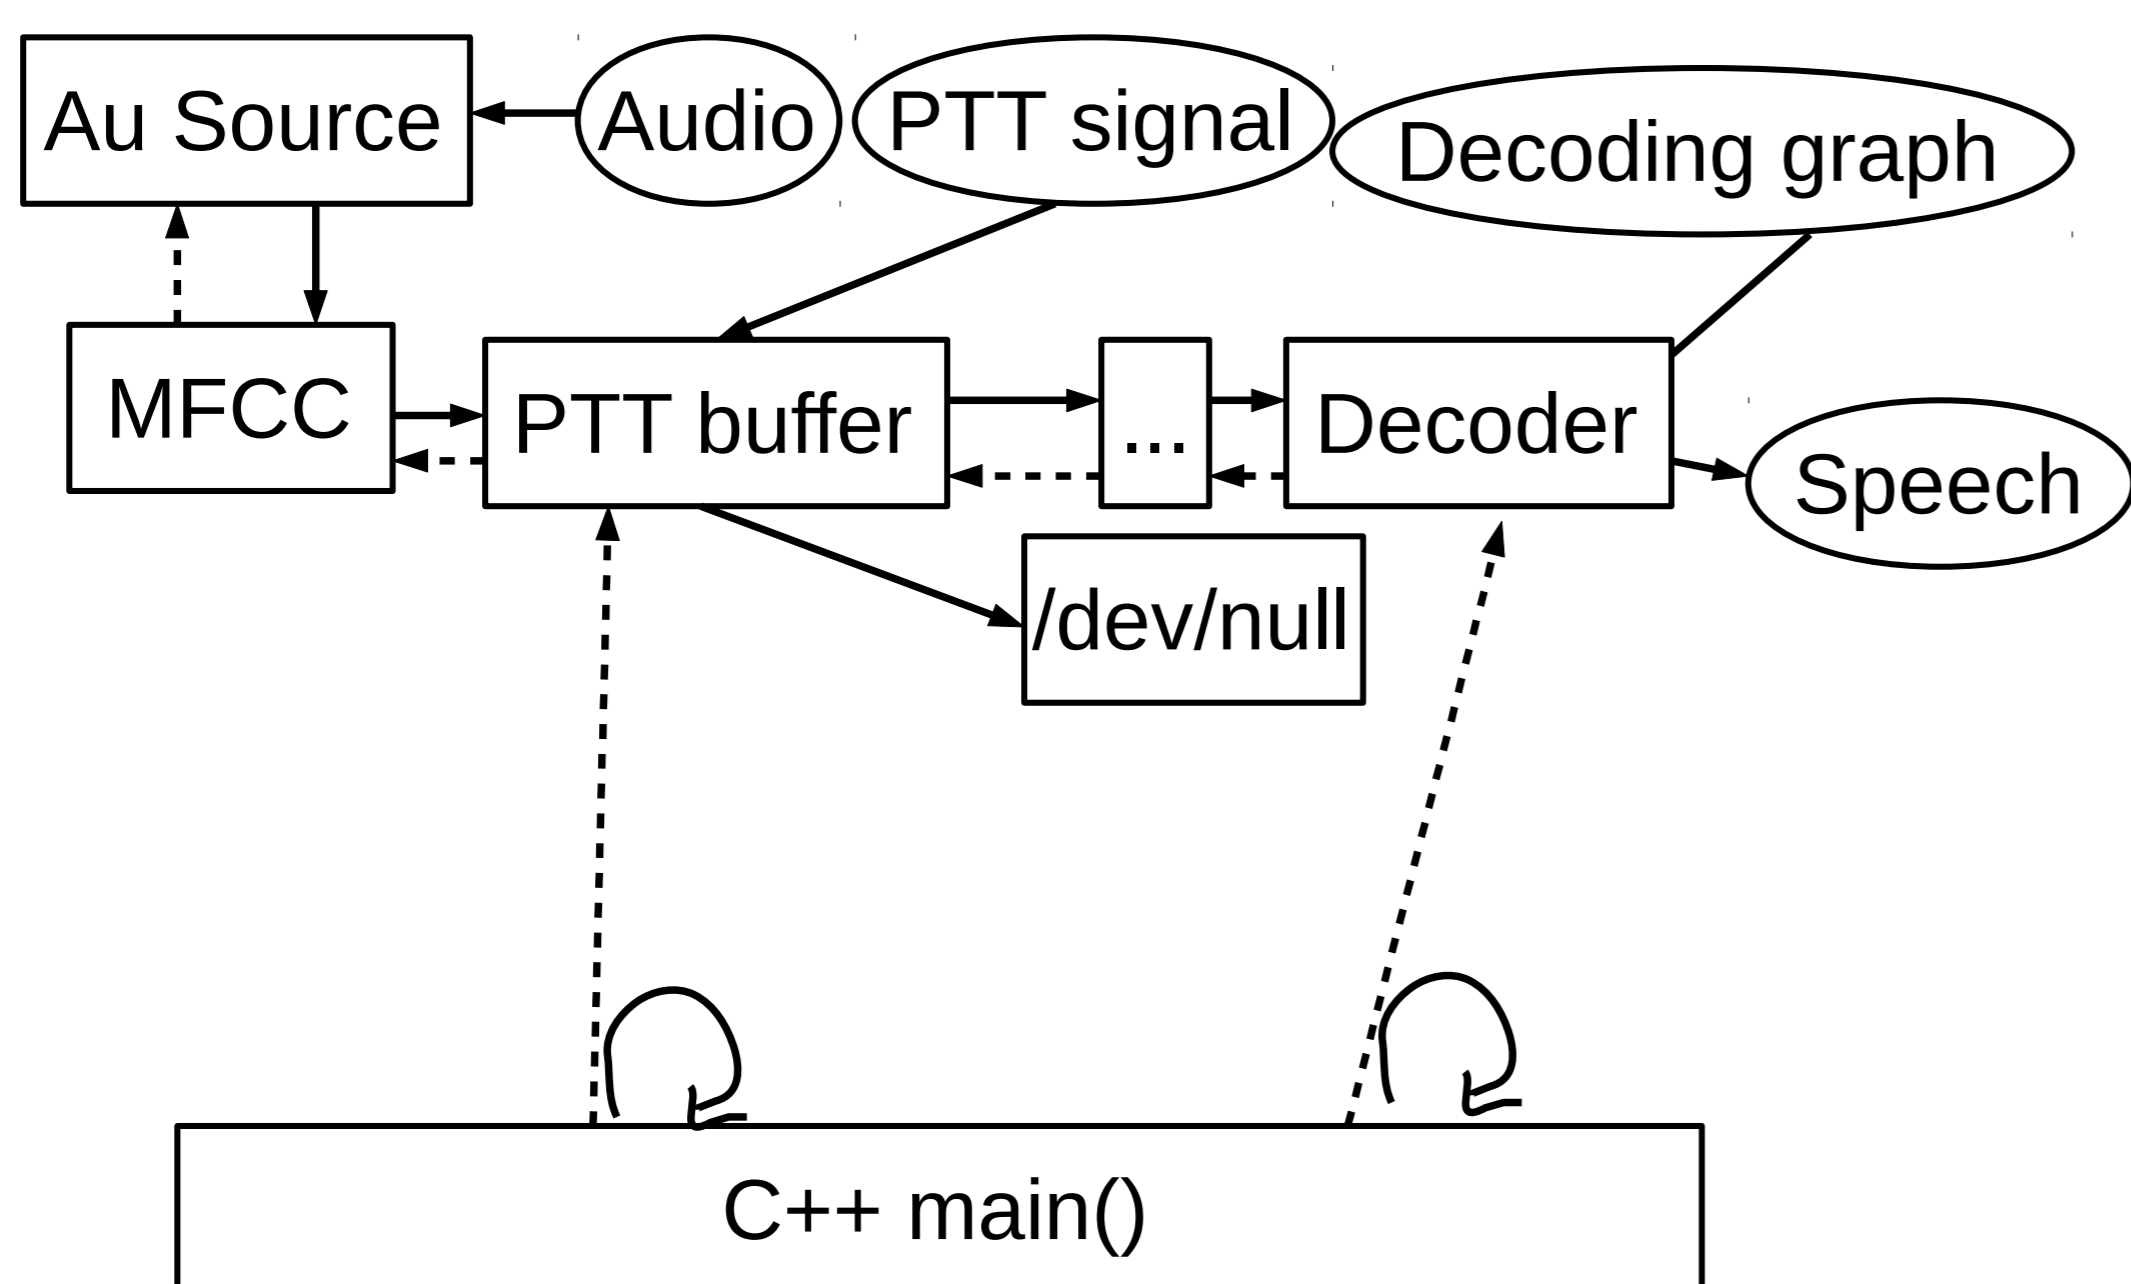 Au Source
Audio
PTT signal
Decoding graph
MFCC
PTT buffer
...
Decoder
Speech
/dev/null
C++ main()